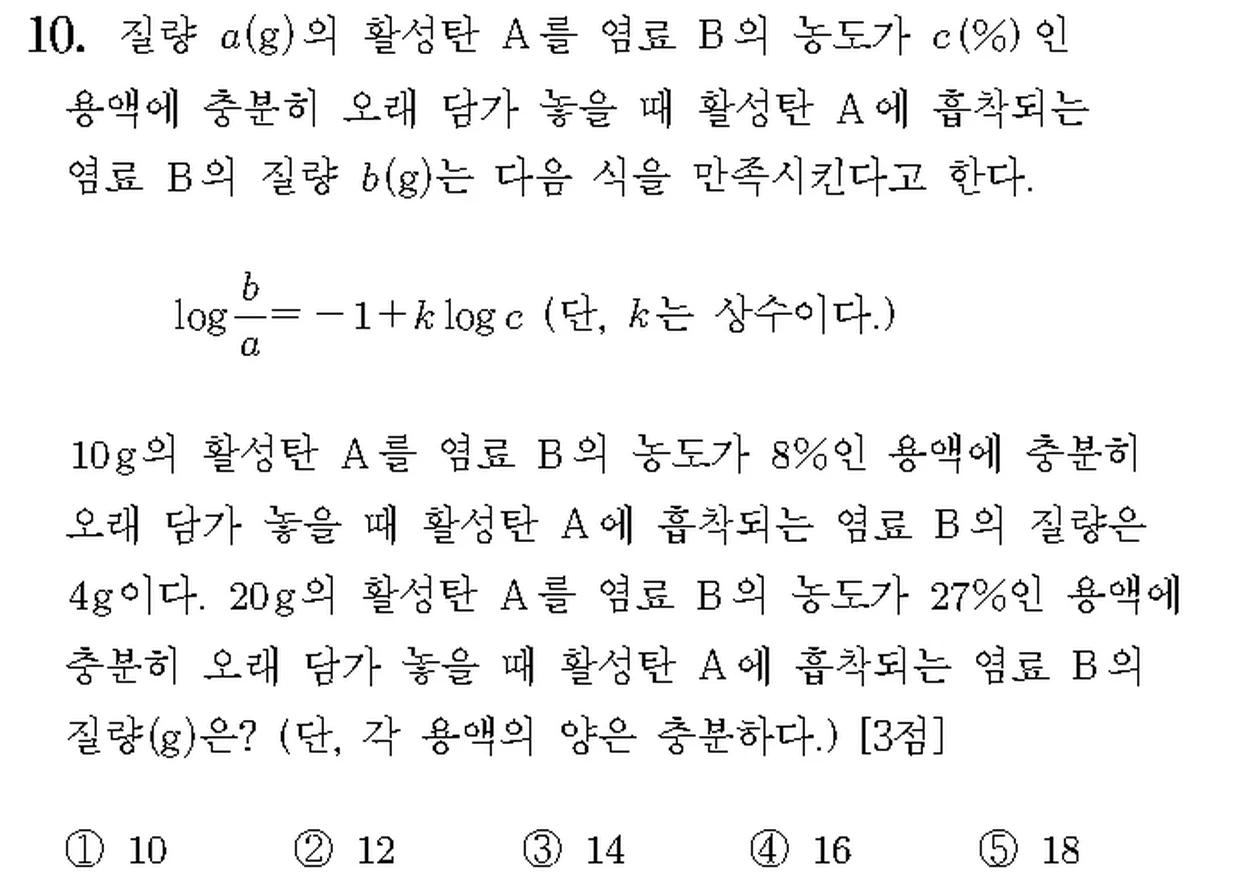 10. 질량 a(g)의 활성탄 A를 염료 B의 농도가 c(%)인
용액에 충분히 오래 담가 놓을 때 활성탄 A에 흡착되는
염료 B의 질량 b(g)는 다음 식을 만족시킨다고 한다.
log b/a = −1+k log c (단, k는 상수이다.)
10g의 활성탄 A를 염료 B의 농도가 8%인 용액에 충분히
오래 담가 놓을 때 활성탄 A에 흡착되는 염료 B의 질량은
4g이다. 20g의 활성탄 A를 염료 B의 농도가 27%인 용액에
충분히 오래 담가 놓을 때 활성탄 A에 흡착되는 염료 B의
질량(g)은? (단, 각 용액의 양은 충분하다.) [3점]
① 10 ② 12 ③ 14 ④ 16 ⑤ 18